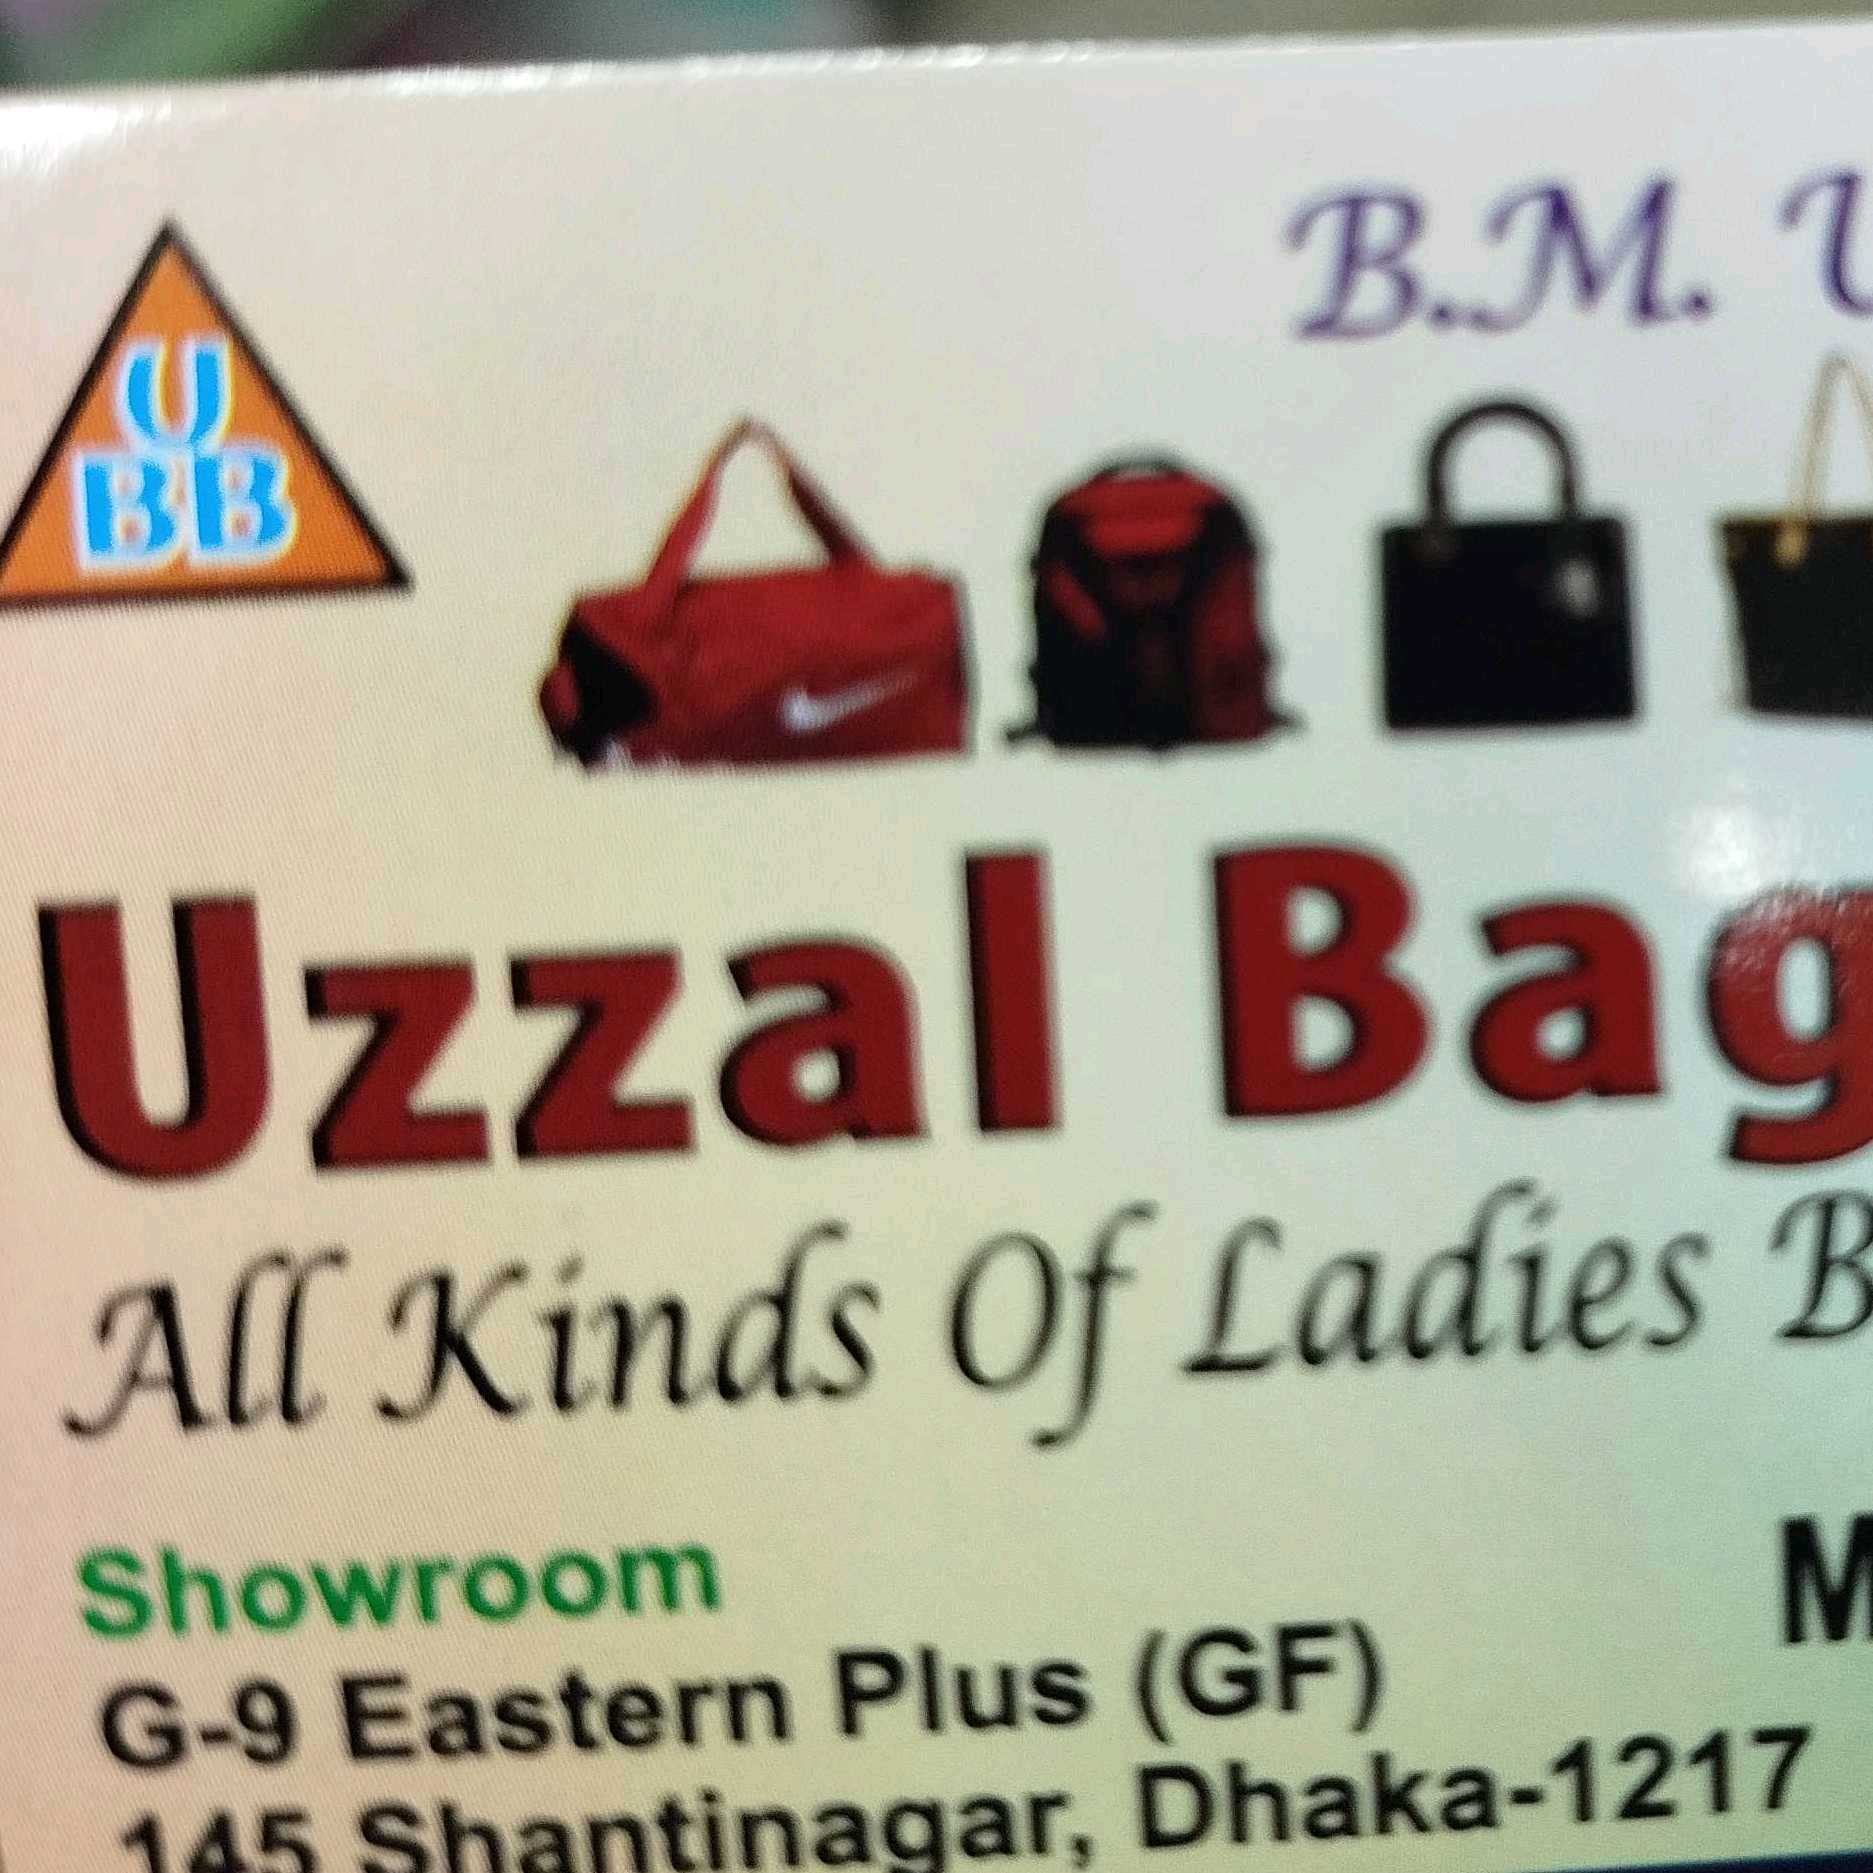 B.M.
U
BB
Uzzal Bag
All Kinds Of Ladies B
Showroom
G-9 Eastern Plus (GF)
M
145 Shantinagar, Dhaka-1217